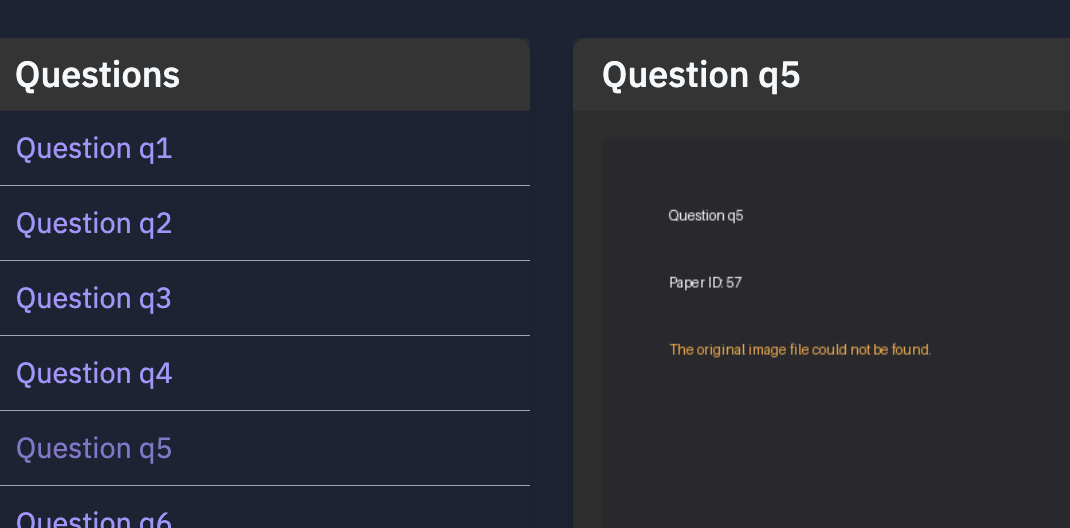 Questions
Question q1
Question q2
Question q3
Question q4
Question q5
Question q6
Question q5
Question q5
Paper ID: 57
The original image file could not be found.